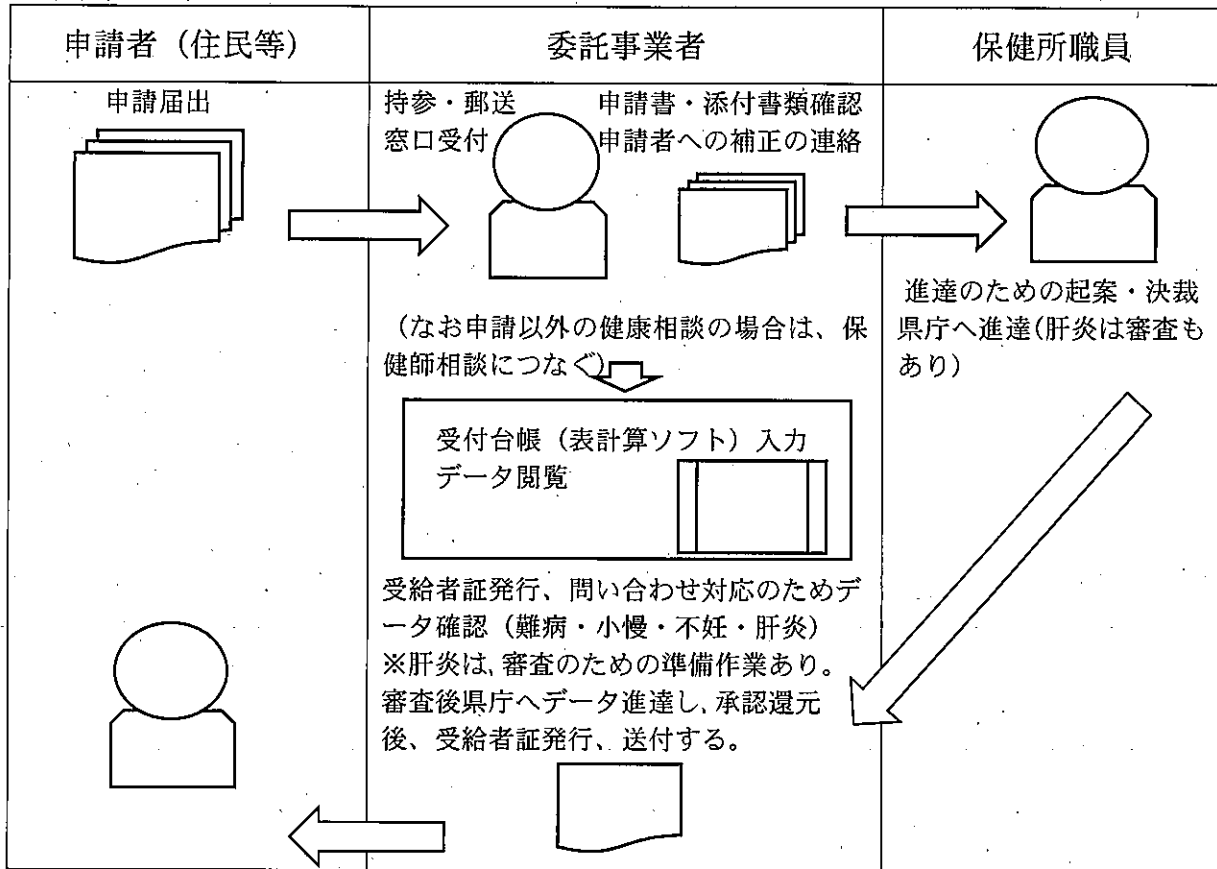 申請者（住民等）
委託事業者
保健所職員
申請届出
持参・郵送
窓口受付
申請書・添付書類確認
申請者への補正の連絡
進達のための起案・決裁
県庁へ進達(肝炎は審査も
あり）
（なお申請以外の健康相談の場合は、保
健師相談につなぐ）
受付台帳（表計算ソフト）入力
データ閲覧
受給者証発行、問い合わせ対応のためデ
ータ確認（難病・小慢・不妊・肝炎）
※肝炎は、審査のための準備作業あり。
審査後県庁へデータ進達し、承認還元
後、受給者証発行、送付する。